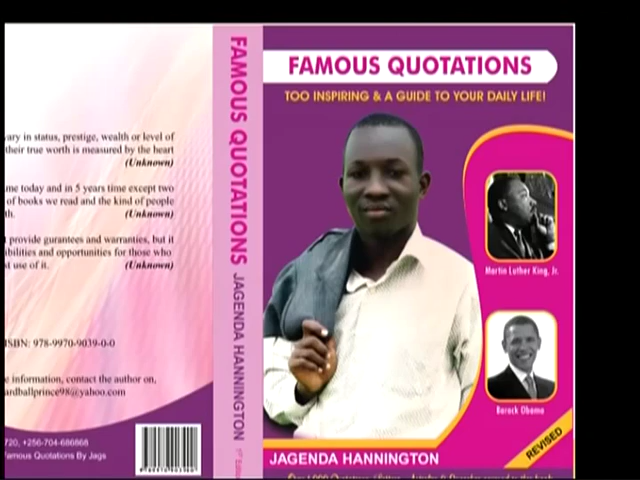 vary in status, prestige, wealth or level of
their true worth is measured by the heart
(Unknown)
me today and in 5 years time except two
of books we read and the kind of people
th. (Unknown)
t provide gurantees and warranties, but it
ibilities and opportunities for those who
st use of it. (Unknown)
ISBN: 978-9970-9039-0-0
e information, contact the author on,
ardballprince98@yahoo.com
720, +256-704-686868
Famous Quotations By Jags
FAMOUS QUOTATIONS JAGENDA HANNINGTON
FAMOUS QUOTATIONS
TOO INSPIRING & A GUIDE TO YOUR DAILY LIFE!
Martin Luther King, Jr.
Barack Obama
REVISED
JAGENDA HANNINGTON